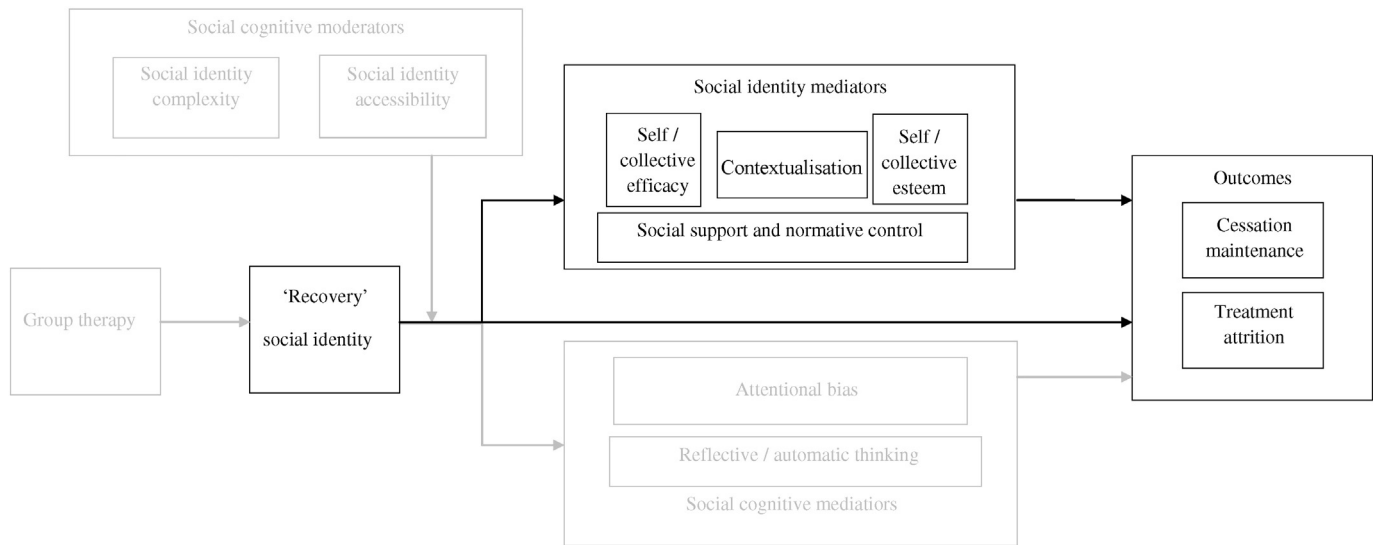 Social cognitive moderators
Social identity
complexity
Social identity
accessibility
Social identity mediators
Self /
collective
efficacy
Contextualisation
Self /
collective
esteem
Social support and normative control
Outcomes
Cessation
maintenance
Treatment
attrition
Group therapy
‘Recovery’
social identity
Attentional bias
Reflective / automatic thinking
Social cognitive mediatiors